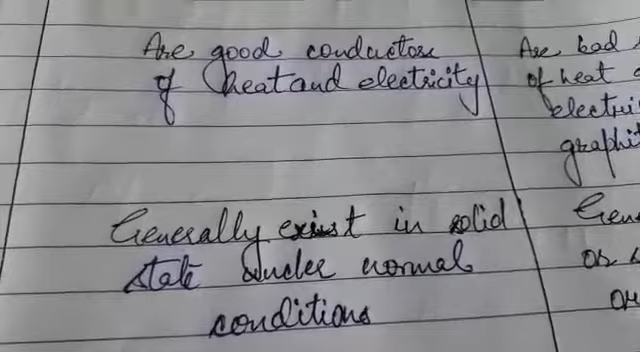 Are good conductors
of heat and electricity
Generally exist in solid
state under normal
conditions
Are bad
of heat
electri
graphit
Gene
or
or